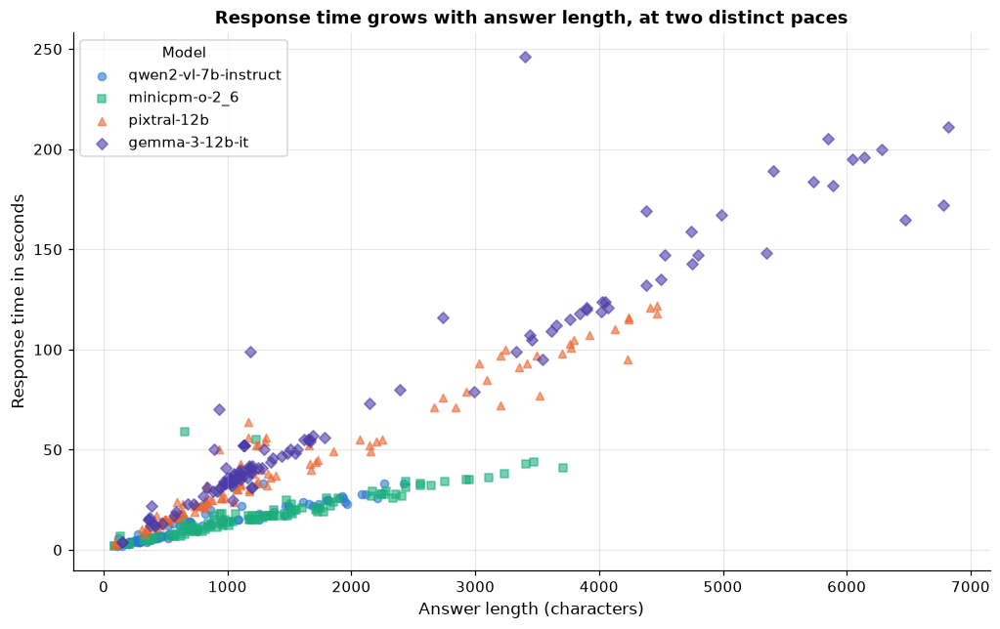 Response time grows with answer length, at two distinct paces
Model
qwen2-vl-7b-instruct
minicpm-o-2_6
pixtral-12b
gemma-3-12b-it
250
200
150
100
50
0
Response time in seconds
0 1000 2000 3000 4000 5000 6000 7000
Answer length (characters)